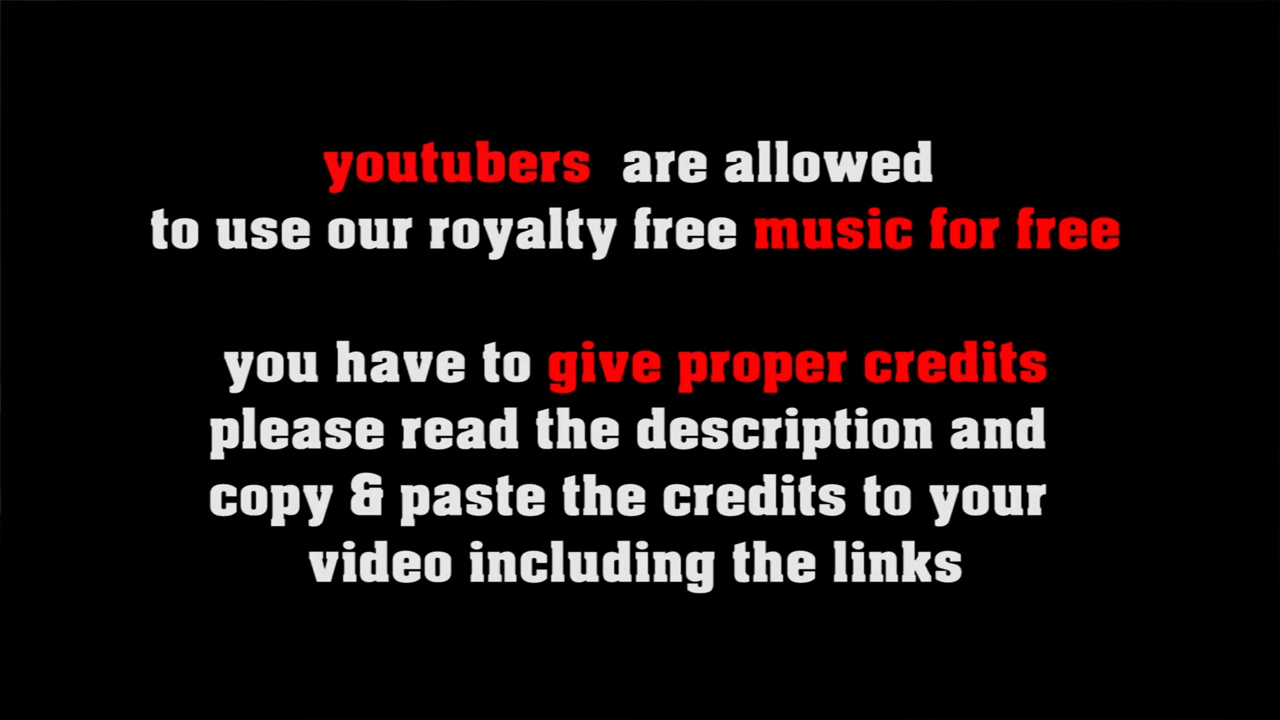 youtubers are allowed
to use our royalty free music for free
you have to give proper credits
please read the description and
copy & paste the credits to your
video including the links